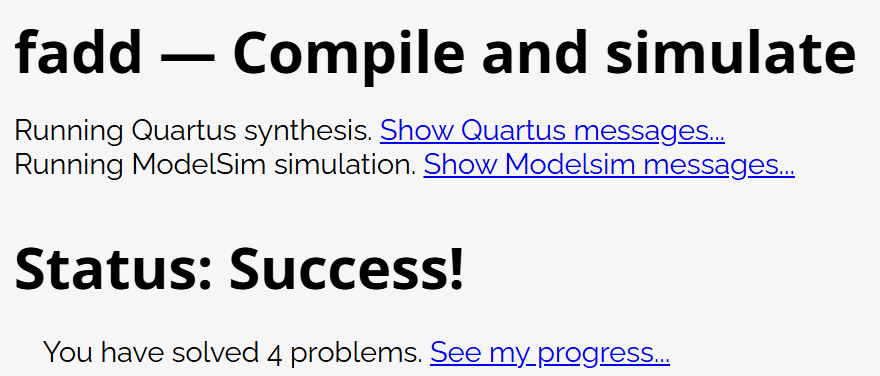 fadd — Compile and simulate
Running Quartus synthesis. Show Quartus messages...
Running ModelSim simulation. Show Modelsim messages...
Status: Success!
You have solved 4 problems. See my progress...